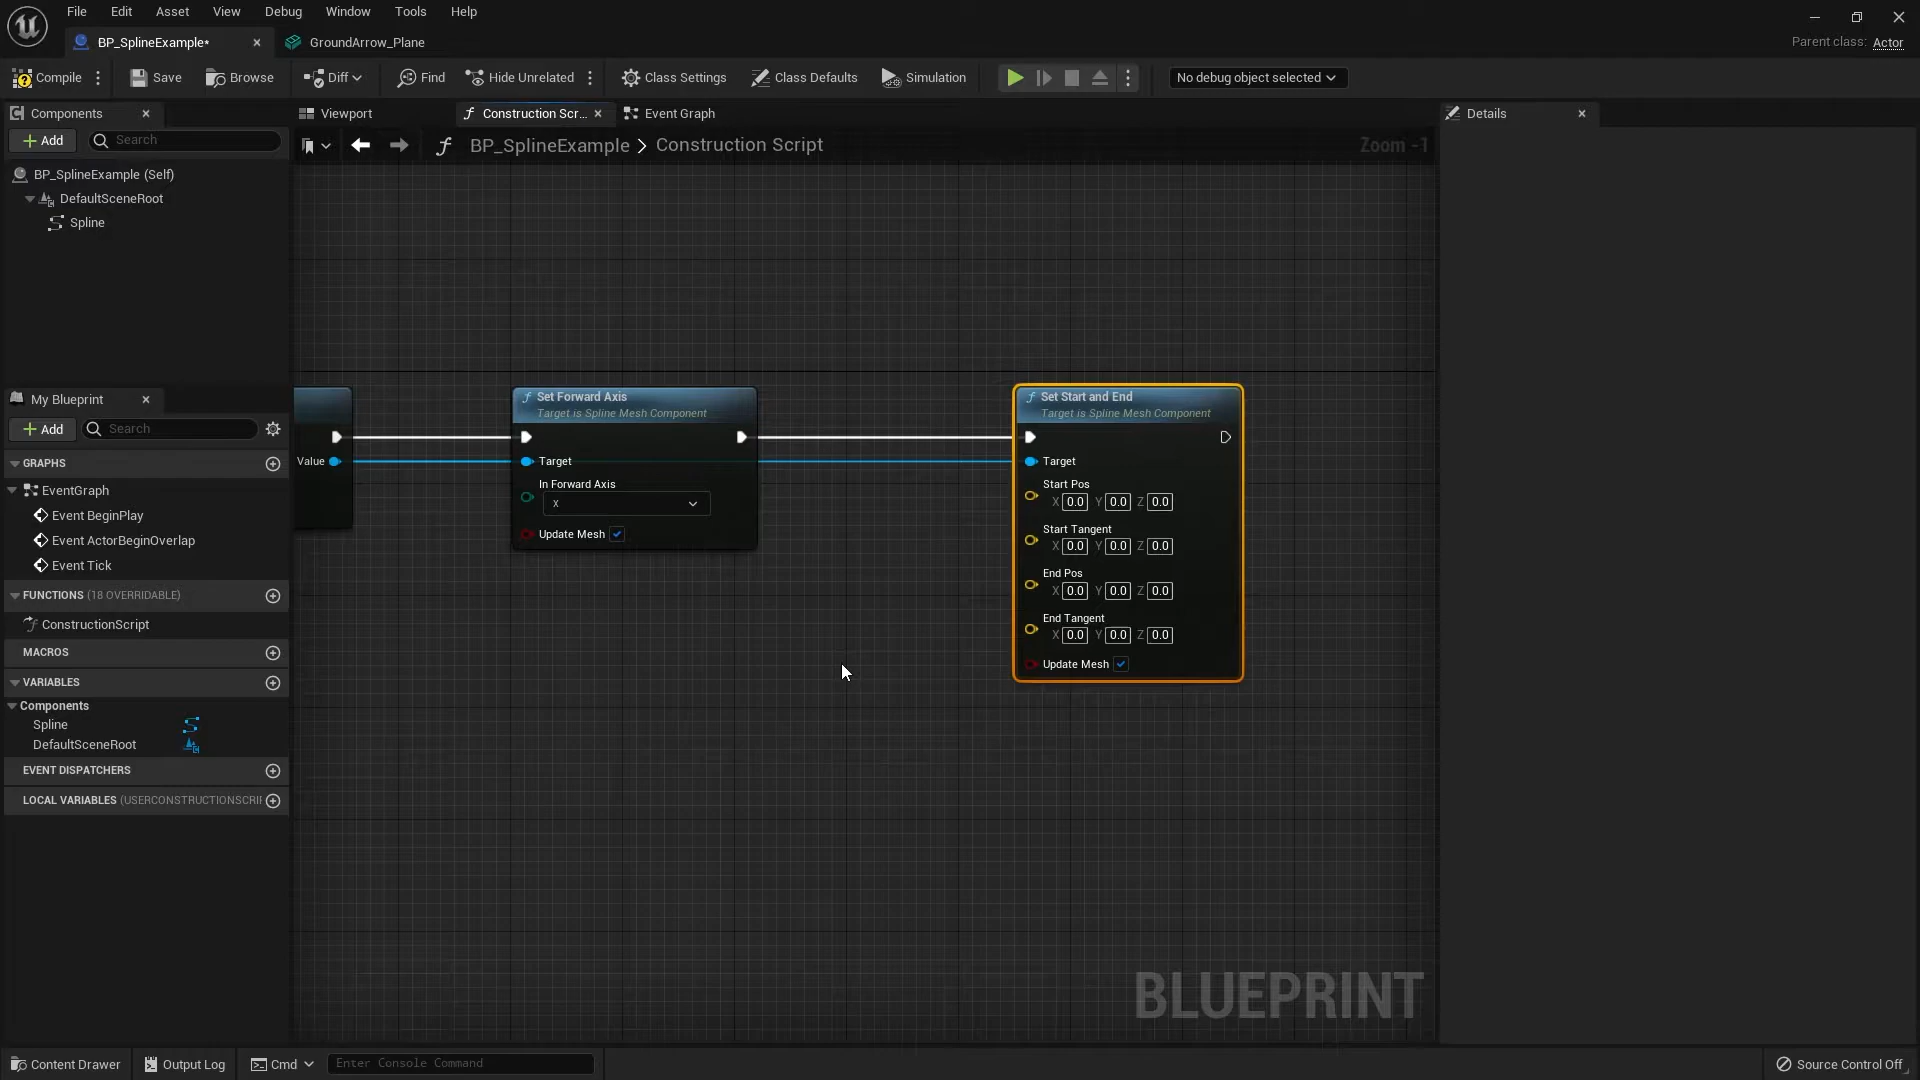 File Edit Asset View Debug Window Tools Help
BP_SplineExample*
GroundArrow_Plane
Parent class: Actor
Compile
Save
Browse
Diff
Find
Hide Unrelated
Class Settings
Class Defaults
Simulation
No debug object selected
Components
Add
Search
BP_SplineExample (Self)
DefaultSceneRoot
Spline
My Blueprint
Add
Search
GRAPHS
EventGraph
Event BeginPlay
Event ActorBeginOverlap
Event Tick
FUNCTIONS (18 OVERRIDABLE)
ConstructionScript
MACROS
VARIABLES
Components
Spline
DefaultSceneRoot
EVENT DISPATCHERS
LOCAL VARIABLES (USERCONSTRUCTIONSCRIP
Viewport
Construction Scr...
Event Graph
BP_SplineExample > Construction Script
Zoom -1
Value
Set Forward Axis
Target is Spline Mesh Component
Target
In Forward Axis
X
Update Mesh
Set Start and End
Target is Spline Mesh Component
Target
Start Pos
X 0.0 Y 0.0 Z 0.0
Start Tangent
X 0.0 Y 0.0 Z 0.0
End Pos
X 0.0 Y 0.0 Z 0.0
End Tangent
X 0.0 Y 0.0 Z 0.0
Update Mesh
BLUEPRINT
Details
Content Drawer
Output Log
Cmd
Enter Console Command
Source Control Off